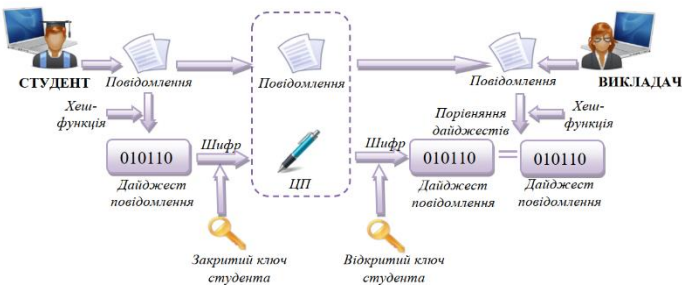 СТУДЕНТ
Повідомлення
Повідомлення
Повідомлення
ВИКЛАДАЧ
Хеш-
функція
Порівняння
дайджестів
Хеш-
функція
010110
Шифр
ЦП
Шифр
010110
=
010110
Дайджест
повідомлення
Дайджест
повідомлення
Дайджест
повідомлення
Закритий ключ
студента
Відкритий ключ
студента